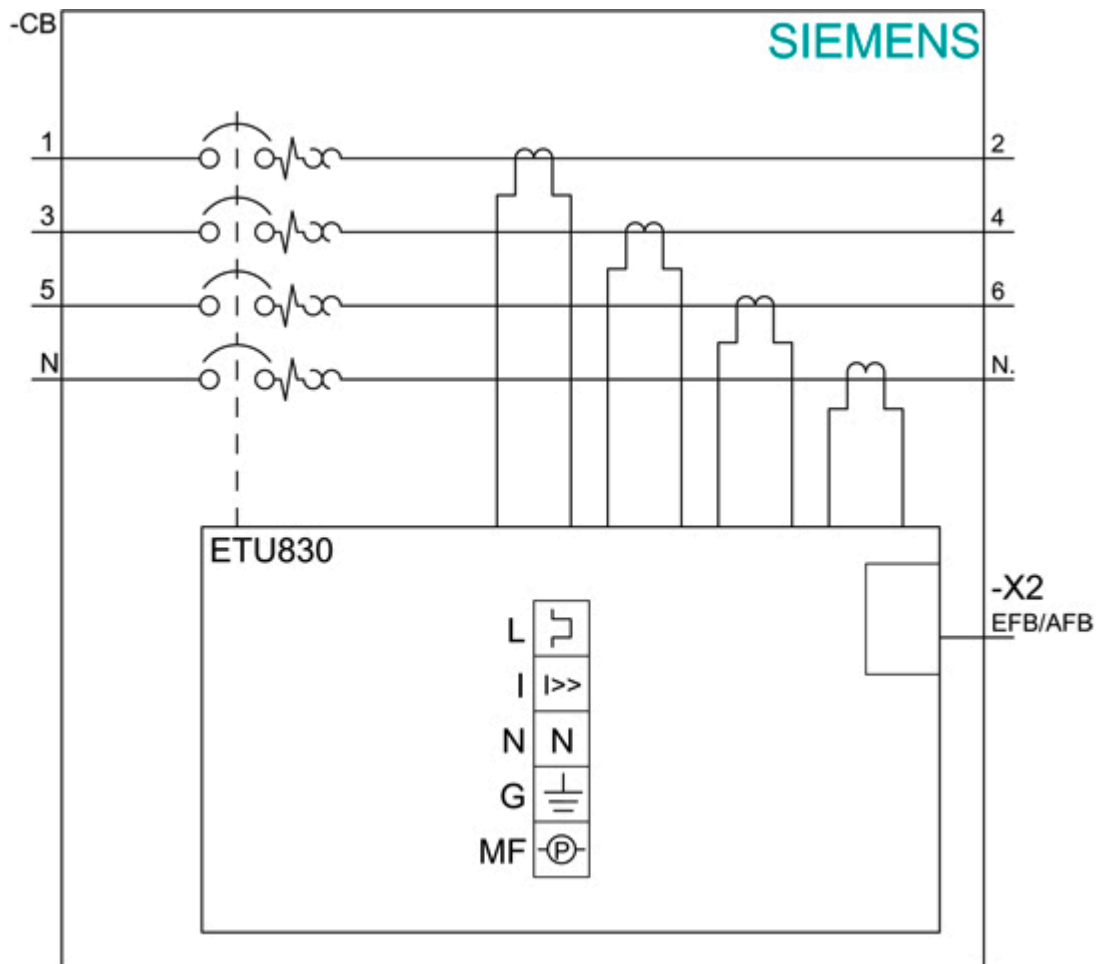 -CB
SIEMENS
1 2
3 4
5 6
N N.
ETU830
-X2
EFB/AFB
L
I I>>
N N
G
MF P